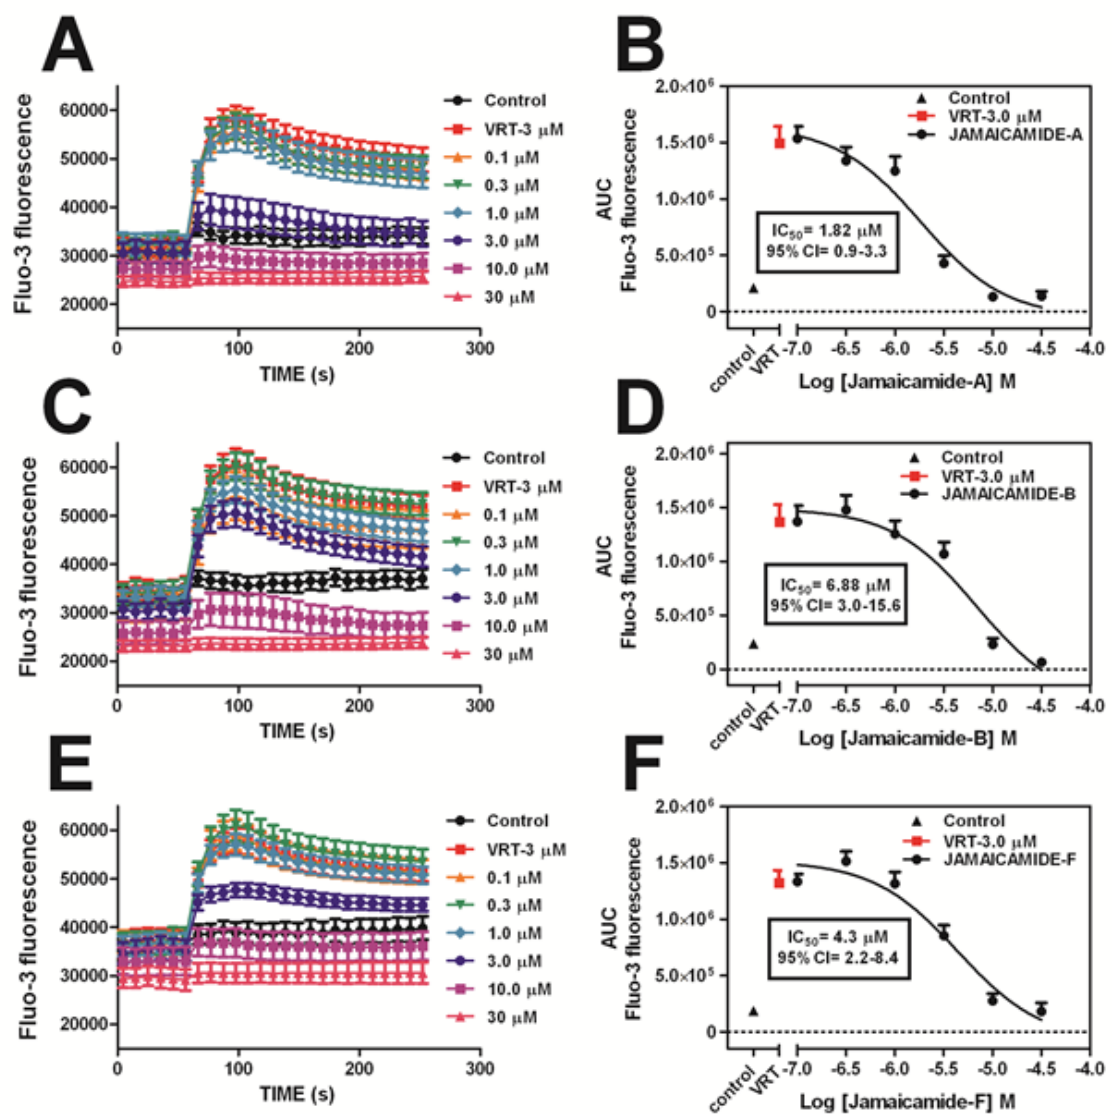 A
Fluo-3 fluorescence
60000
50000
40000
30000
20000
0
100
200
300
TIME (s)
Control
VRT-3 μM
0.1 μM
0.3 μM
1.0 μM
3.0 μM
10.0 μM
30 μM
B
AUC
Fluo-3 fluorescence
2.0×10⁶
1.5×10⁶
1.0×10⁶
5.0×10⁵
0
Control
VRT-3.0 μM
JAMAICAMIDE-A
IC₅₀= 1.82 μM
95% CI= 0.9-3.3
control
VRT
-7.0
-6.5
-6.0
-5.5
-5.0
-4.5
-4.0
Log [Jamaicamide-A] M
C
Fluo-3 fluorescence
60000
50000
40000
30000
20000
0
100
200
300
TIME (s)
Control
VRT-3 μM
0.1 μM
0.3 μM
1.0 μM
3.0 μM
10.0 μM
30 μM
D
AUC
Fluo-3 fluorescence
2.0×10⁶
1.5×10⁶
1.0×10⁶
5.0×10⁵
0
Control
VRT-3.0 μM
JAMAICAMIDE-B
IC₅₀= 6.88 μM
95% CI= 3.0-15.6
control
VRT
-7.0
-6.5
-6.0
-5.5
-5.0
-4.5
-4.0
Log [Jamaicamide-B] M
E
Fluo-3 fluorescence
60000
50000
40000
30000
20000
0
100
200
300
TIME (s)
Control
VRT-3 μM
0.1 μM
0.3 μM
1.0 μM
3.0 μM
10.0 μM
30 μM
F
AUC
Fluo-3 fluorescence
2.0×10⁶
1.5×10⁶
1.0×10⁶
5.0×10⁵
0
Control
VRT-3.0 μM
JAMAICAMIDE-F
IC₅₀= 4.3 μM
95% CI= 2.2-8.4
control
VRT
-7.0
-6.5
-6.0
-5.5
-5.0
-4.5
-4.0
Log [Jamaicamide-F] M